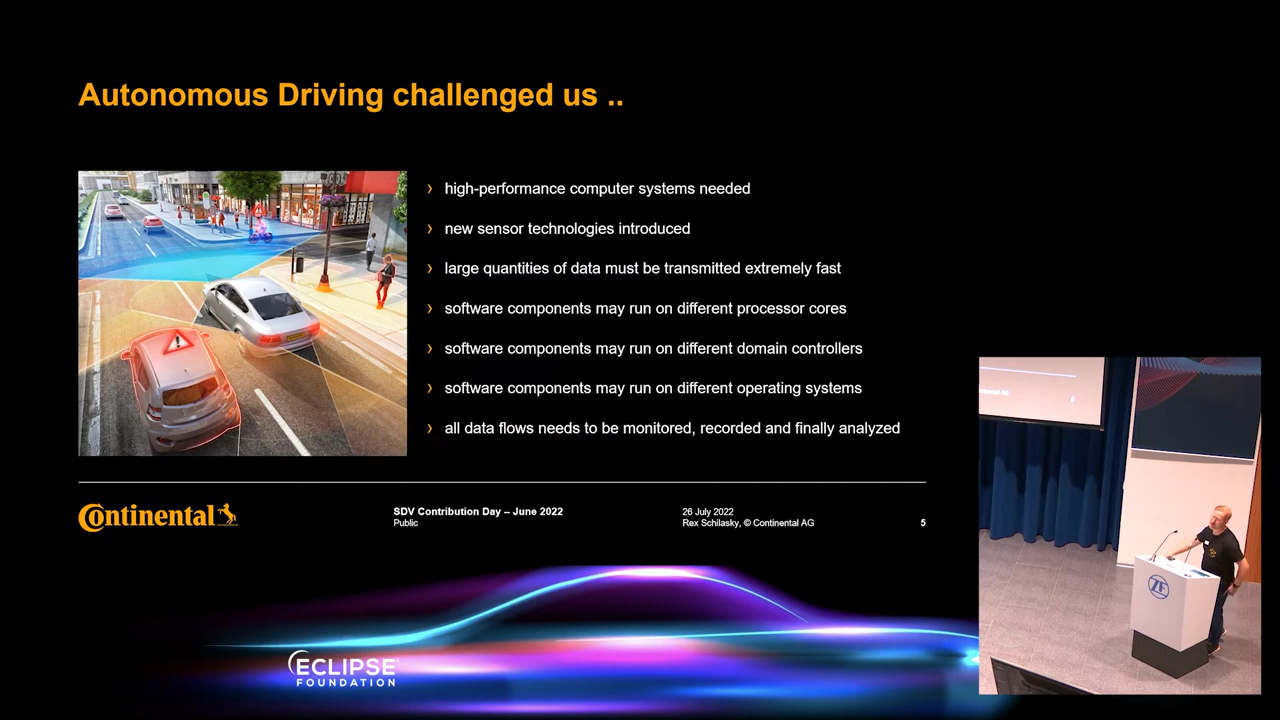 Autonomous Driving challenged us ..
› high-performance computer systems needed
› new sensor technologies introduced
› large quantities of data must be transmitted extremely fast
› software components may run on different processor cores
› software components may run on different domain controllers
› software components may run on different operating systems
› all data flows needs to be monitored, recorded and finally analyzed
Continental
SDV Contribution Day – June 2022
Public
26 July 2022
Rex Schilasky, © Continental AG
5
ECLIPSE
FOUNDATION
ZF